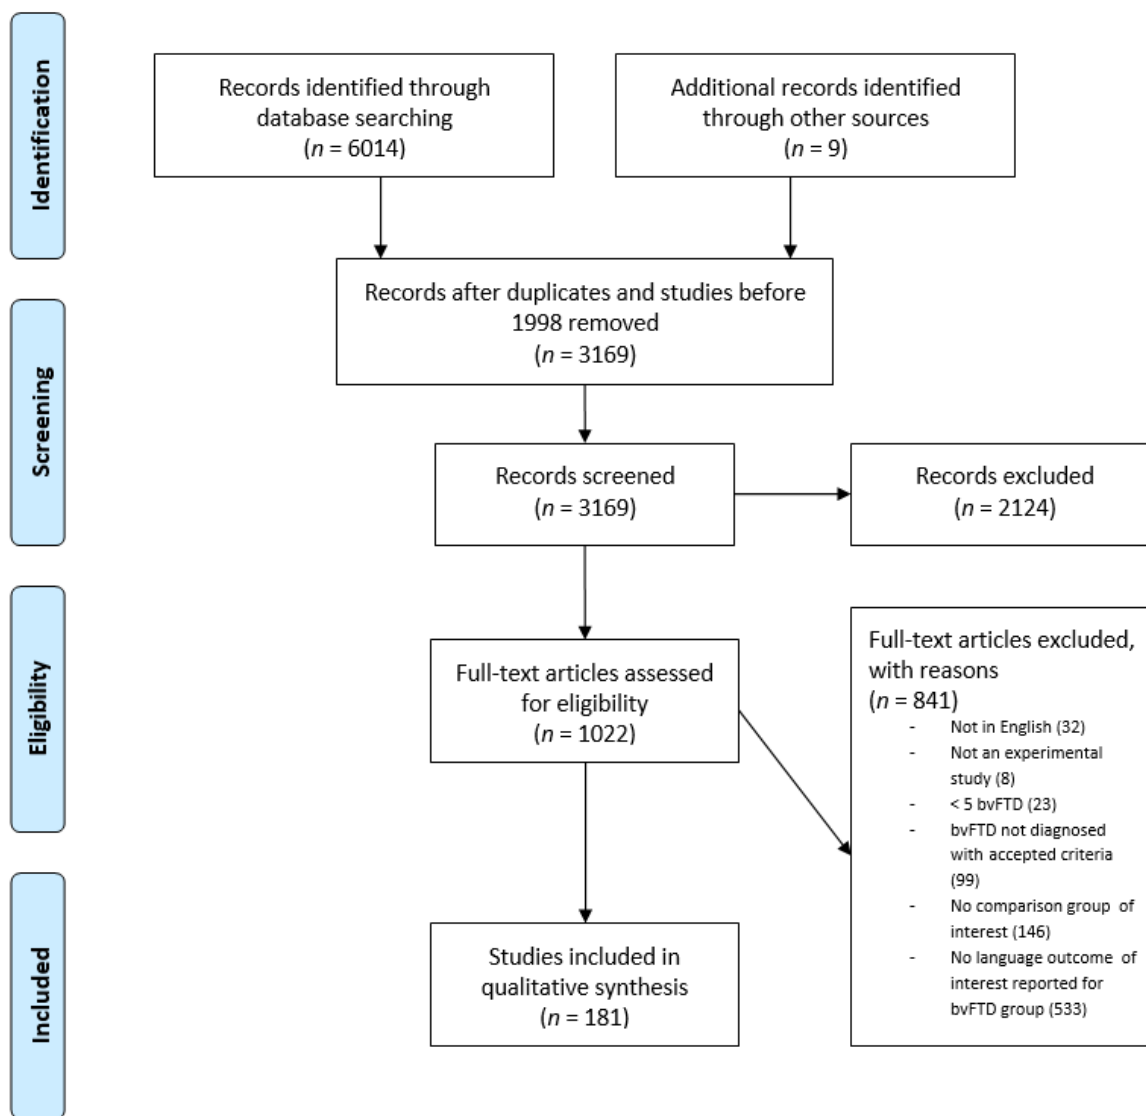 Identification
Records identified through
database searching
(n = 6014)
Additional records identified
through other sources
(n = 9)
Records after duplicates and studies before
1998 removed
(n = 3169)
Screening
Records screened
(n = 3169)
Records excluded
(n = 2124)
Eligibility
Full-text articles assessed
for eligibility
(n = 1022)
Full-text articles excluded,
with reasons
(n = 841)
- Not in English (32)
- Not an experimental
study (8)
- < 5 bvFTD (23)
- bvFTD not diagnosed
with accepted criteria
(99)
- No comparison group of
interest (146)
- No language outcome of
interest reported for
bvFTD group (533)
Included
Studies included in
qualitative synthesis
(n = 181)